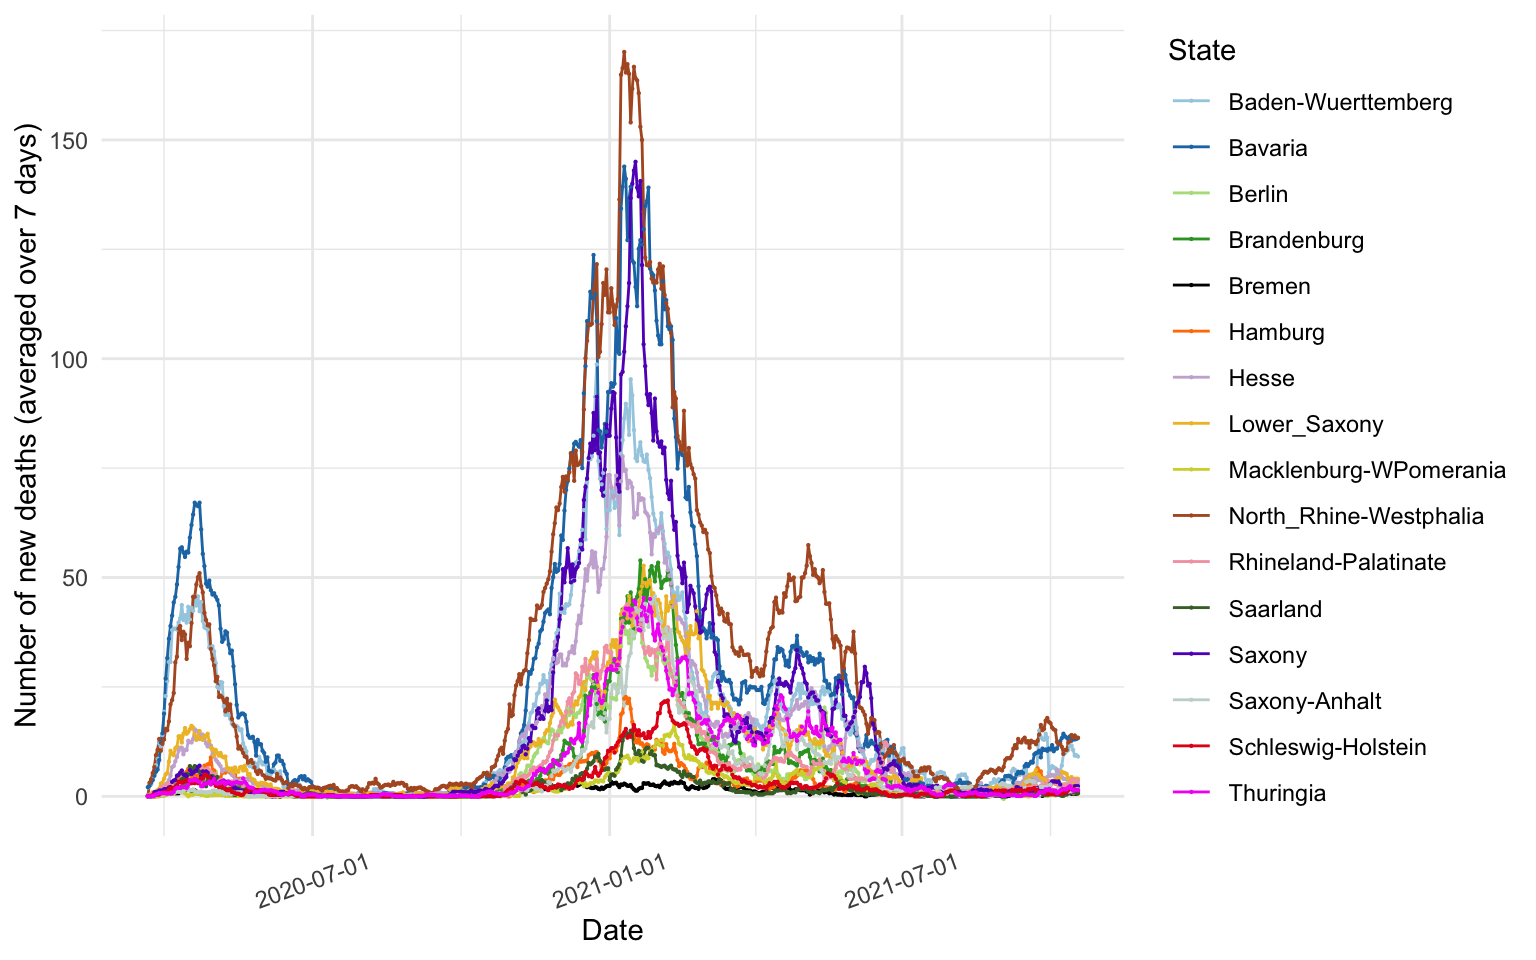 Number of new deaths (averaged over 7 days)
150
100
50
0
2020-07-01
2021-01-01
2021-07-01
Date
State
Baden-Wuerttemberg
Bavaria
Berlin
Brandenburg
Bremen
Hamburg
Hesse
Lower_Saxony
Macklenburg-WPomerania
North_Rhine-Westphalia
Rhineland-Palatinate
Saarland
Saxony
Saxony-Anhalt
Schleswig-Holstein
Thuringia